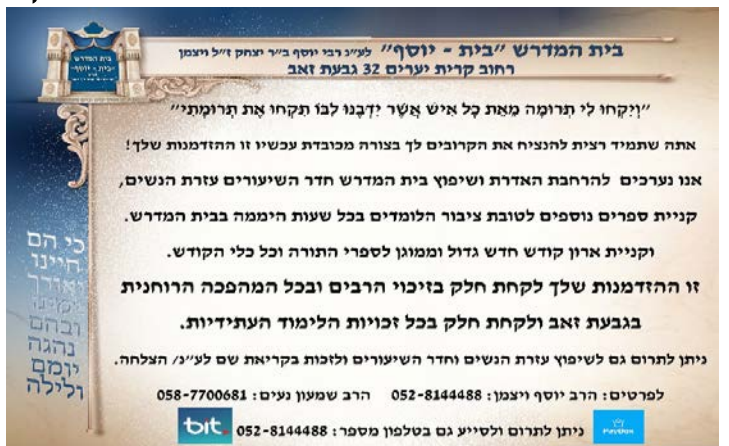 בית המדרש "בית - יוסף" לע"נ רבי יוסף ב"ר יצחק ז"ל ויצמן
רחוב קרית יערים 32 גבעת זאב
בית המדרש
"בית - יוסף"
"וְיִקְחוּ לִי תְּרוּמָה מֵאֵת כָּל אִישׁ אֲשֶׁר יִדְּבֶנּוּ לִבּוֹ תִּקְחוּ אֶת תְּרוּמָתִי"
אתה שתמיד רצית להנציח את הקרובים לך בצורה מכובדת עכשיו זו ההזדמנות שלך!
אנו נערכים להרחבת האדרת ושיפוץ בית המדרש חדר השיעורים עזרת הנשים,
קניית ספרים נוספים לטובת ציבור הלומדים בכל שעות היממה בבית המדרש.
וקניית ארון קודש חדש גדול וממוגן לספרי התורה וכל כלי הקודש.
זו ההזדמנות שלך לקחת חלק בזיכוי הרבים ובכל המהפכה הרוחנית
בגבעת זאב ולקחת חלק בכל זכויות הלימוד העתידיות.
ניתן לתרום גם לשיפוץ עזרת הנשים וחדר השיעורים ולזכות בקריאת שם לע"נ/ הצלחה.
לפרטים: הרב יוסף ויצמן: 052-8144488 הרב שמעון נעים: 058-7700681
ניתן לתרום ולסייע גם בטלפון מספר: 052-8144488
bit
PayBox
כי הם
חיינו
ואורך
ימינו
ובהם
נהגה
יומם
ולילה